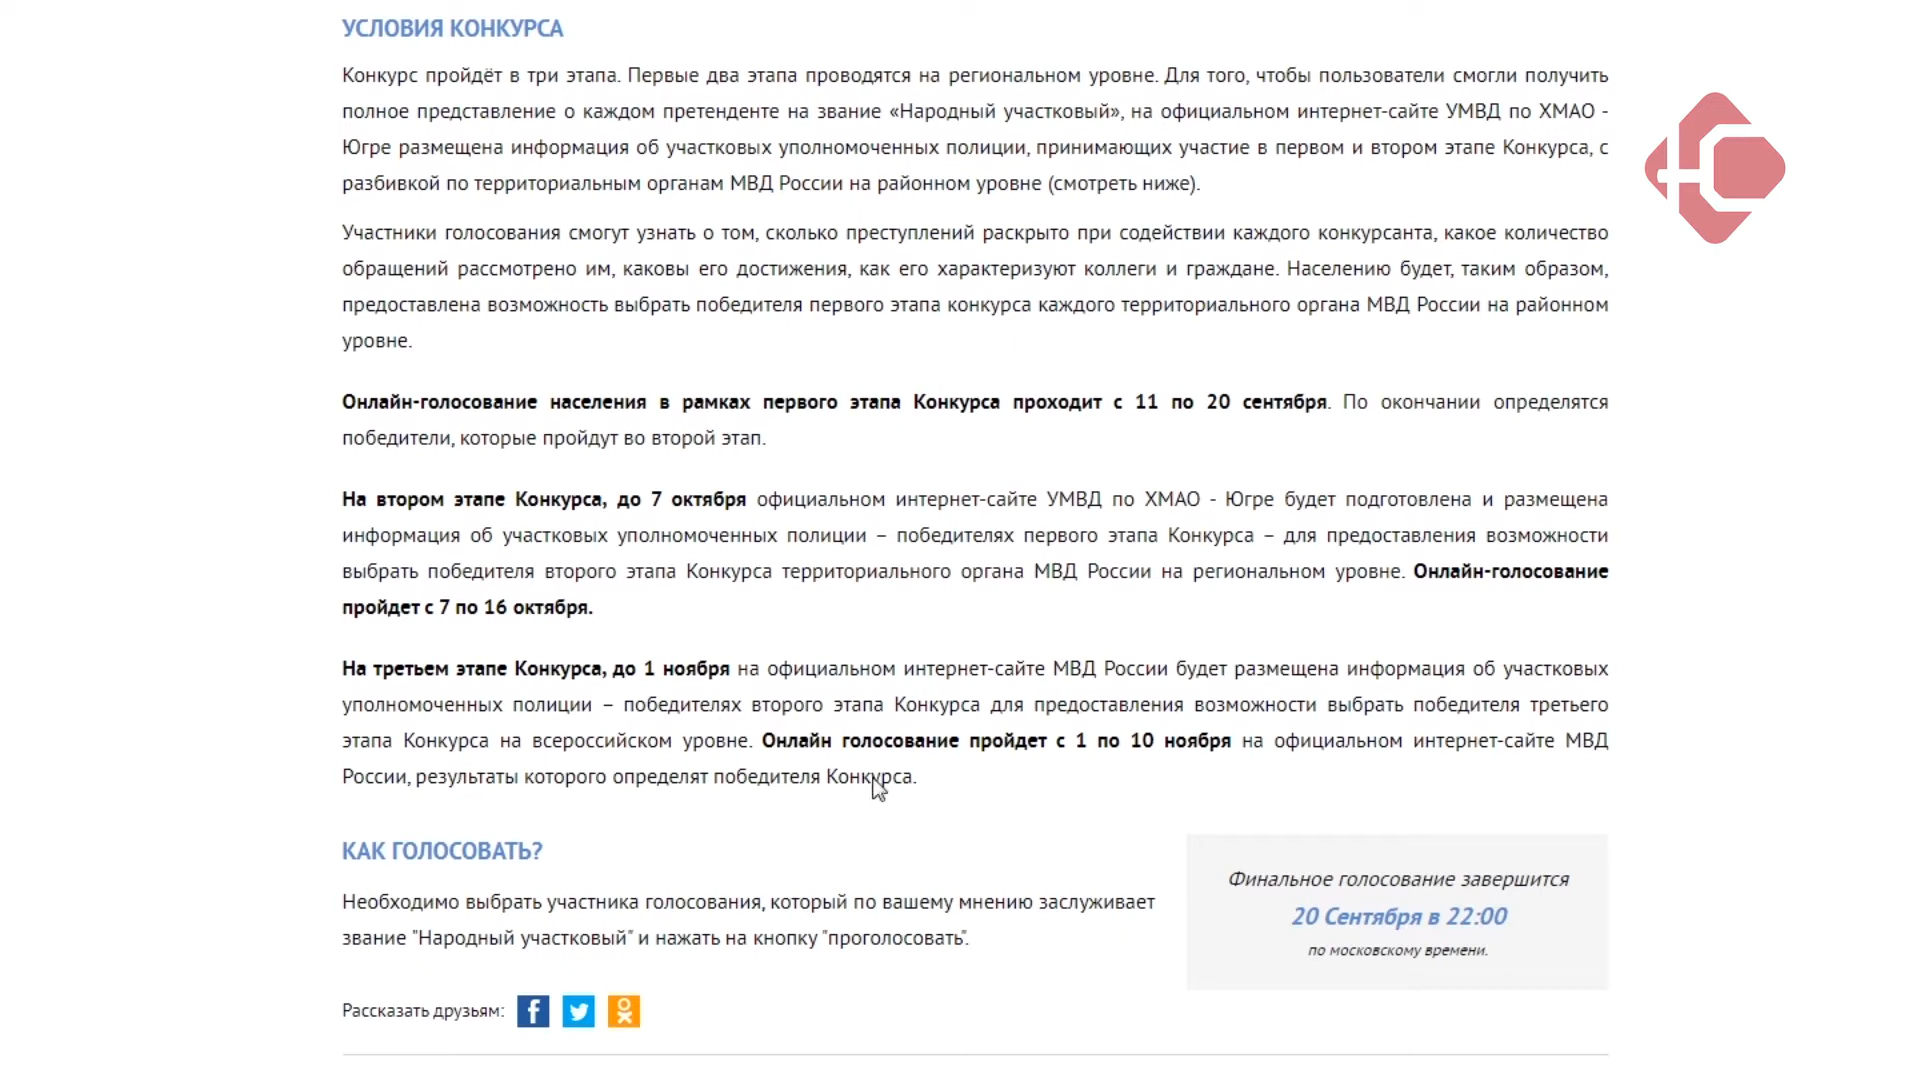 УСЛОВИЯ КОНКУРСА
Конкурс пройдёт в три этапа. Первые два этапа проводятся на региональном уровне. Для того, чтобы пользователи смогли получить
полное представление о каждом претенденте на звание «Народный участковый», на официальном интернет-сайте УМВД по ХМАО -
Югре размещена информация об участковых уполномоченных полиции, принимающих участие в первом и втором этапе Конкурса, с
разбивкой по территориальным органам МВД России на районном уровне (смотреть ниже).
Участники голосования смогут узнать о том, сколько преступлений раскрыто при содействии каждого конкурсанта, какое количество
обращений рассмотрено им, каковы его достижения, как его характеризуют коллеги и граждане. Населению будет, таким образом,
предоставлена возможность выбрать победителя первого этапа конкурса каждого территориального органа МВД России на районном
уровне.
Онлайн-голосование населения в рамках первого этапа Конкурса проходит с 11 по 20 сентября. По окончании определятся
победители, которые пройдут во второй этап.
На втором этапе Конкурса, до 7 октября официальном интернет-сайте УМВД по ХМАО - Югре будет подготовлена и размещена
информация об участковых уполномоченных полиции – победителях первого этапа Конкурса – для предоставления возможности
выбрать победителя второго этапа Конкурса территориального органа МВД России на региональном уровне. Онлайн-голосование
пройдет с 7 по 16 октября.
На третьем этапе Конкурса, до 1 ноября на официальном интернет-сайте МВД России будет размещена информация об участковых
уполномоченных полиции – победителях второго этапа Конкурса для предоставления возможности выбрать победителя третьего
этапа Конкурса на всероссийском уровне. Онлайн голосование пройдет с 1 по 10 ноября на официальном интернет-сайте МВД
России, результаты которого определят победителя Конкурса.
КАК ГОЛОСОВАТЬ?
Необходимо выбрать участника голосования, который по вашему мнению заслуживает
звание "Народный участковый" и нажать на кнопку "проголосовать".
Финальное голосование завершится
20 Сентября в 22:00
по московскому времени.
Рассказать друзьям: